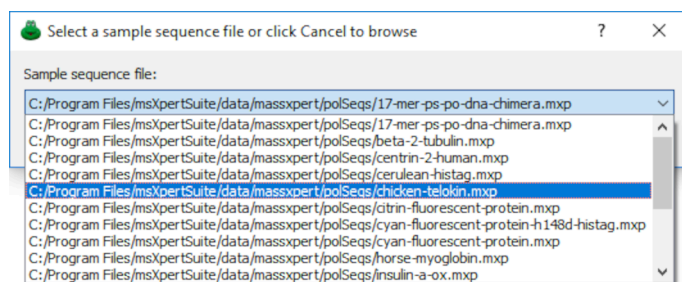 Select a sample sequence file or click Cancel to browse ?
Sample sequence file:
C:/Program Files/msXpertSuite/data/massxpert/polSeqs/17-mer-ps-po-dna-chimera.mxp
C:/Program Files/msXpertSuite/data/massxpert/polSeqs/17-mer-ps-po-dna-chimera.mxp
C:/Program Files/msXpertSuite/data/massxpert/polSeqs/beta-2-tubulin.mxp
C:/Program Files/msXpertSuite/data/massxpert/polSeqs/centrin-2-human.mxp
C:/Program Files/msXpertSuite/data/massxpert/polSeqs/cerulean-histag.mxp
C:/Program Files/msXpertSuite/data/massxpert/polSeqs/chicken-telokin.mxp
C:/Program Files/msXpertSuite/data/massxpert/polSeqs/citrin-fluorescent-protein.mxp
C:/Program Files/msXpertSuite/data/massxpert/polSeqs/cyan-fluorescent-protein-h148d-histag.mxp
C:/Program Files/msXpertSuite/data/massxpert/polSeqs/cyan-fluorescent-protein.mxp
C:/Program Files/msXpertSuite/data/massxpert/polSeqs/horse-myoglobin.mxp
C:/Program Files/msXpertSuite/data/massxpert/polSeqs/insulin-a-ox.mxp